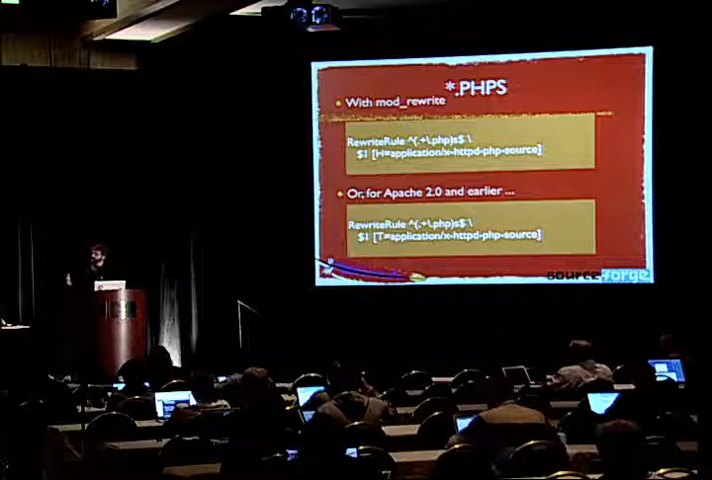 *.PHPS
• With mod_rewrite
RewriteRule ^(.+\.php)s$ \
$1 [H=application/x-httpd-php-source]
• Or, for Apache 2.0 and earlier ...
RewriteRule ^(.+\.php)s$ \
$1 [T=application/x-httpd-php-source]
sourceforge